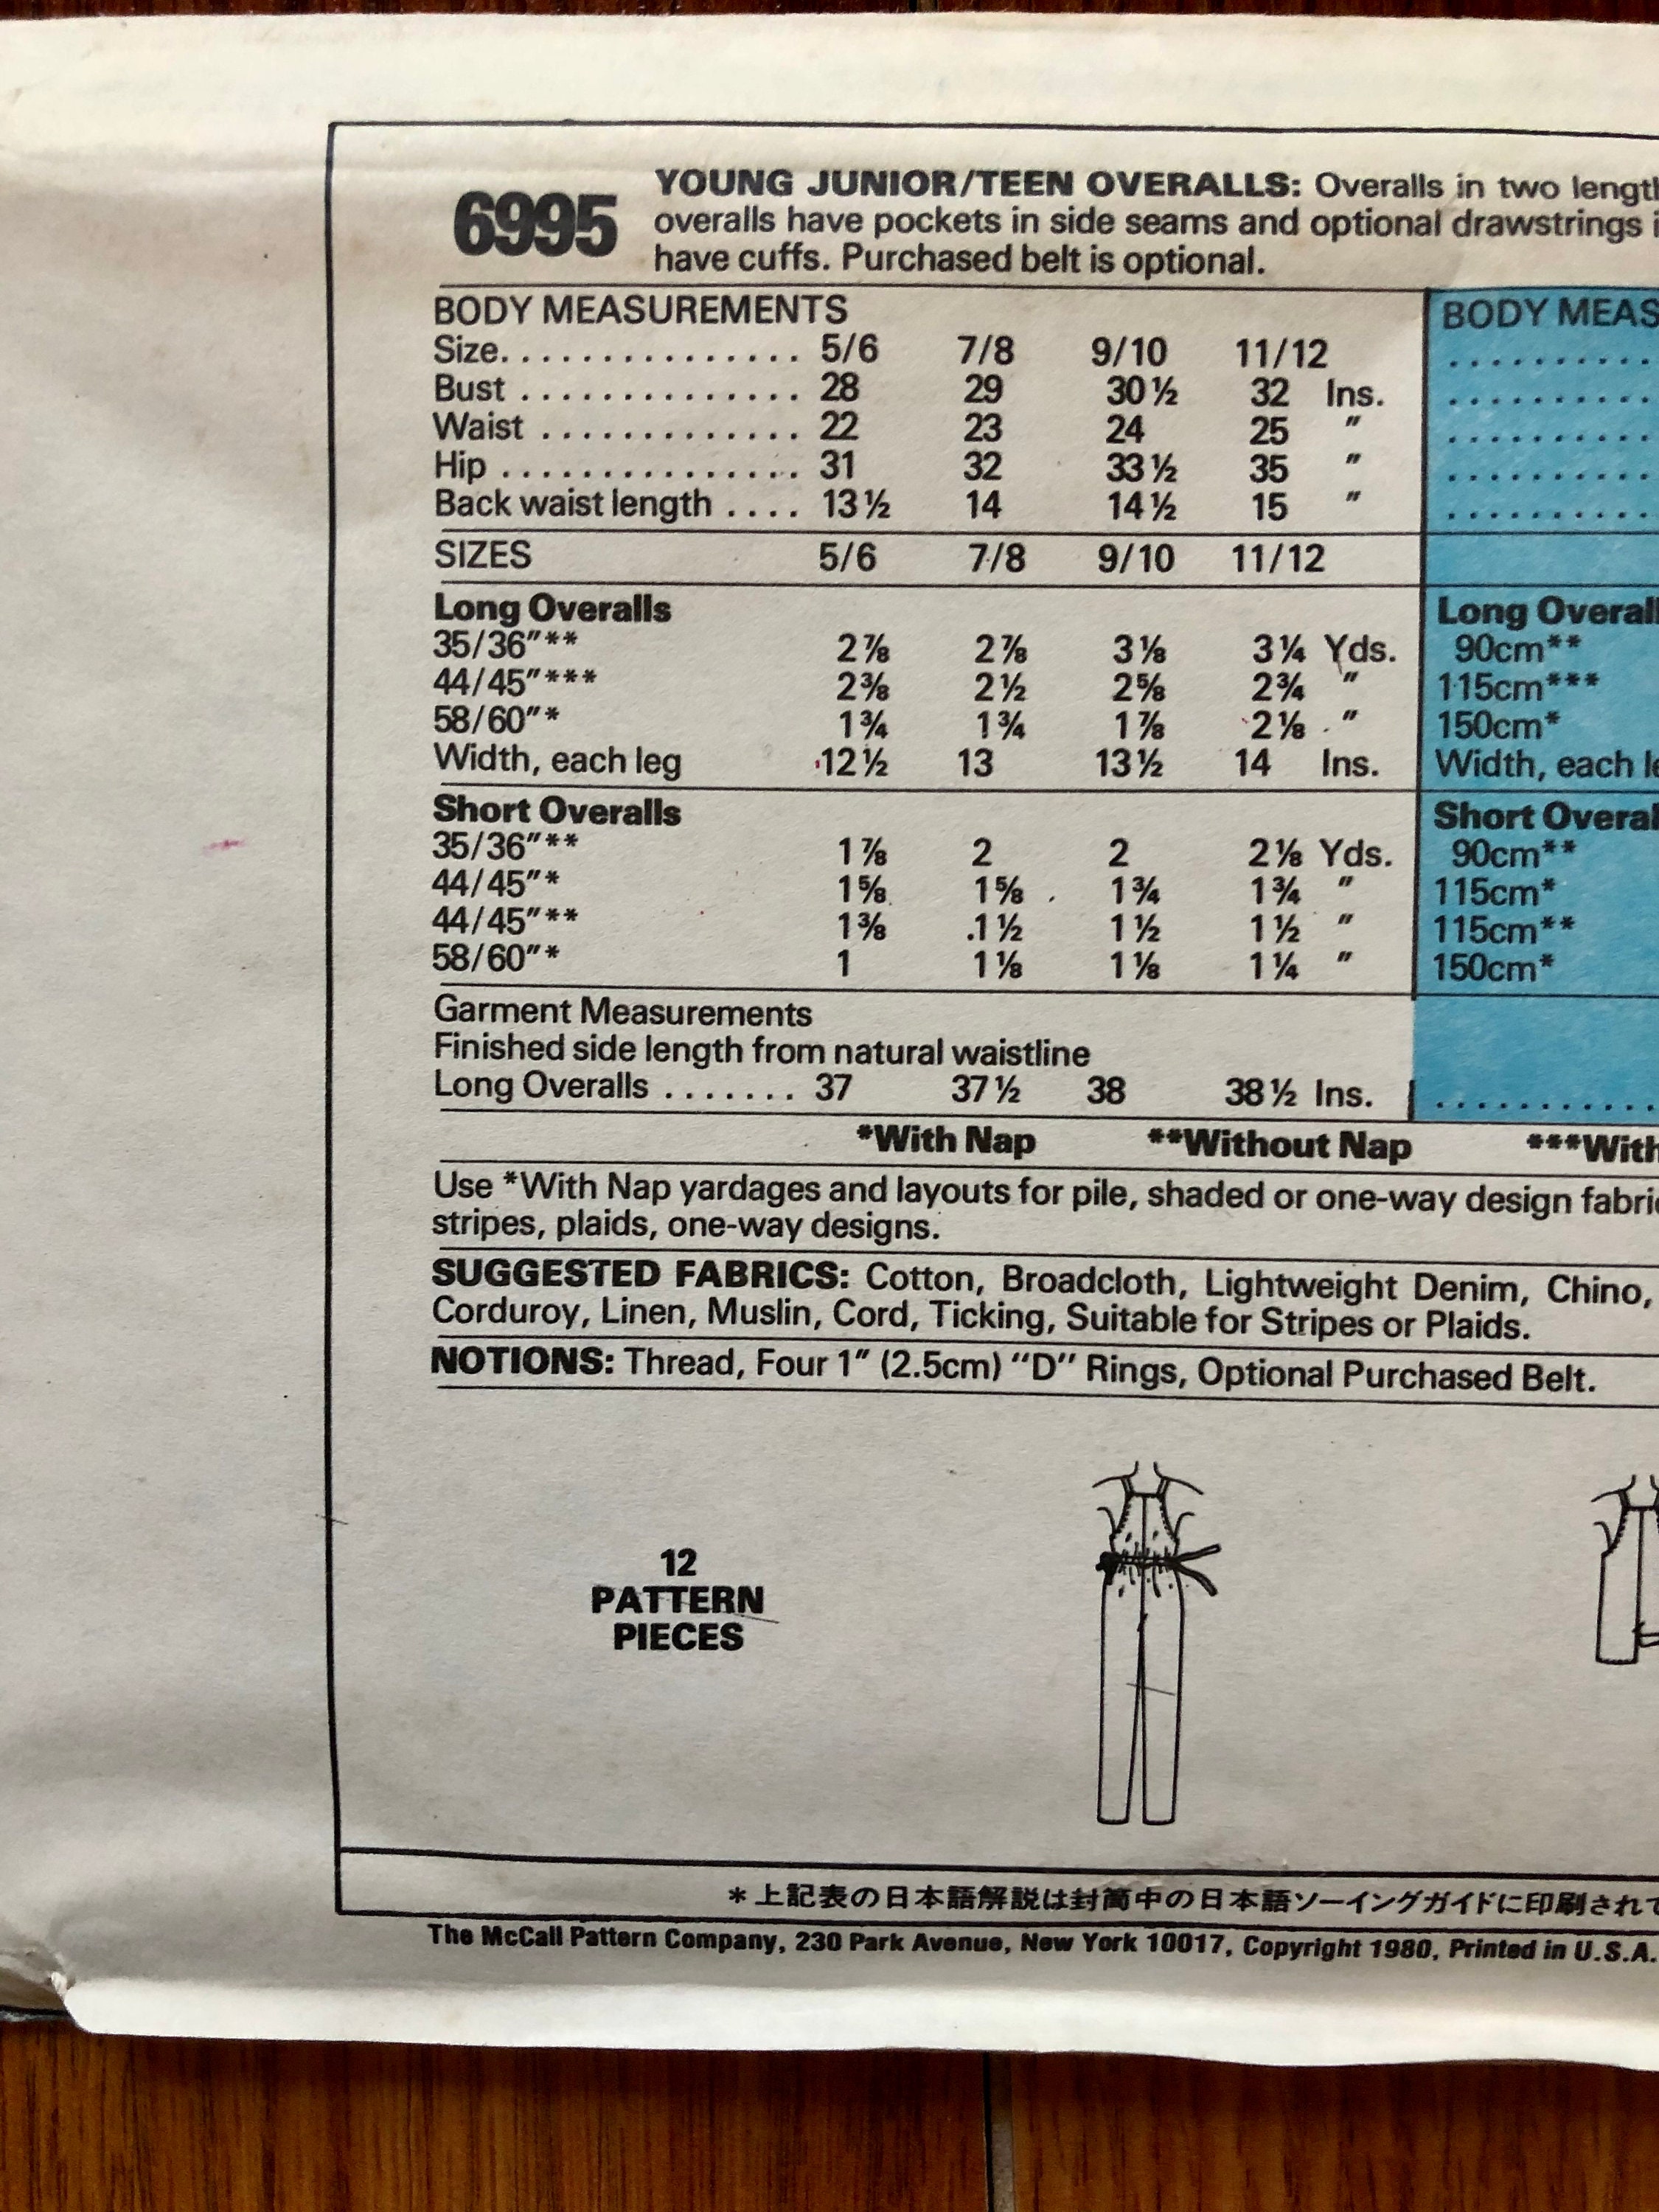 6995
YOUNG JUNIOR/TEEN OVERALLS: Overalls in two
overalls have pockets in side seams and optional drawstrings
have cuffs. Purchased belt is optional.
BODY MEASUREMENTS
Size. . . . . . . . . . . . . . . 5/6 7/8 9/10 11/12
Bust . . . . . . . . . . . . . . 28 29 30½ 32 Ins.
Waist . . . . . . . . . . . . . 22 23 24 25 "
Hip . . . . . . . . . . . . . . . 31 32 33½ 35 "
Back waist length . . . . 13½ 14 14½ 15 "
SIZES 5/6 7/8 9/10 11/12
Long Overalls
35/36"** 2⅞ 2⅞ 3⅛ 3¼ Yds.
44/45"*** 2⅜ 2½ 2⅝ 2¾ "
58/60"* 1¾ 1¾ 1⅞ 2⅛ "
Width, each leg 12½ 13 13½ 14 Ins.
Short Overalls
35/36"** 1⅞ 2 2 2⅛ Yds.
44/45"* 1⅝ 1⅝ 1¾ 1¾ "
44/45"** 1⅜ 1½ 1½ 1½ "
58/60"* 1 1⅛ 1⅛ 1¼ "
Garment Measurements
Finished side length from natural waistline
Long Overalls . . . . . . . 37 37½ 38 38½ Ins.
BODY
Long
90cm**
115cm***
150cm*
Width, each
Short
90cm**
115cm*
115cm**
150cm*
*With Nap **Without Nap ***With
Use *With Nap yardages and layouts for pile, shaded or one-way design
stripes, plaids, one-way designs.
SUGGESTED FABRICS: Cotton, Broadcloth, Lightweight Denim, Chino,
Corduroy, Linen, Muslin, Cord, Ticking, Suitable for Stripes or Plaids.
NOTIONS: Thread, Four 1" (2.5cm) "D" Rings, Optional Purchased Belt.
12
PATTERN
PIECES
*上記表の日本語解説は封筒中の日本語ソーイングガイドに印刷されて
The McCall Pattern Company, 230 Park Avenue, New York 10017, Copyright 1980, Printed in U.S.A.